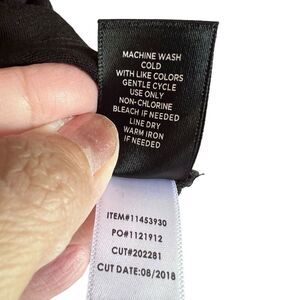 MACHINE WASH
COLD
WITH LIKE COLORS
GENTLE CYCLE
USE ONLY
NON-CHLORINE
BLEACH IF NEEDED
LINE DRY
WARM IRON
IF NEEDED
ITEM#11453930
PO#1121912
CUT#202281
CUT DATE:08/2018